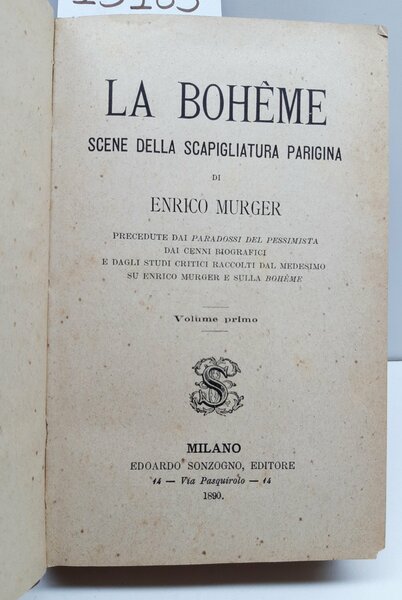 LA BOHÈME
SCENE DELLA SCAPIGLIATURA PARIGINA
DI
ENRICO MURGER
PRECEDUTE DAI PARADOSSI DEL PESSIMISTA
DAI CENNI BIOGRAFICI
E DAGLI STUDI CRITICI RACCOLTI DAL MEDESIMO
SU ENRICO MURGER E SULLA BOHÊME
Volume primo
S
MILANO
EDOARDO SONZOGNO, EDITORE
14 — Via Pasquirolo — 14
1890.